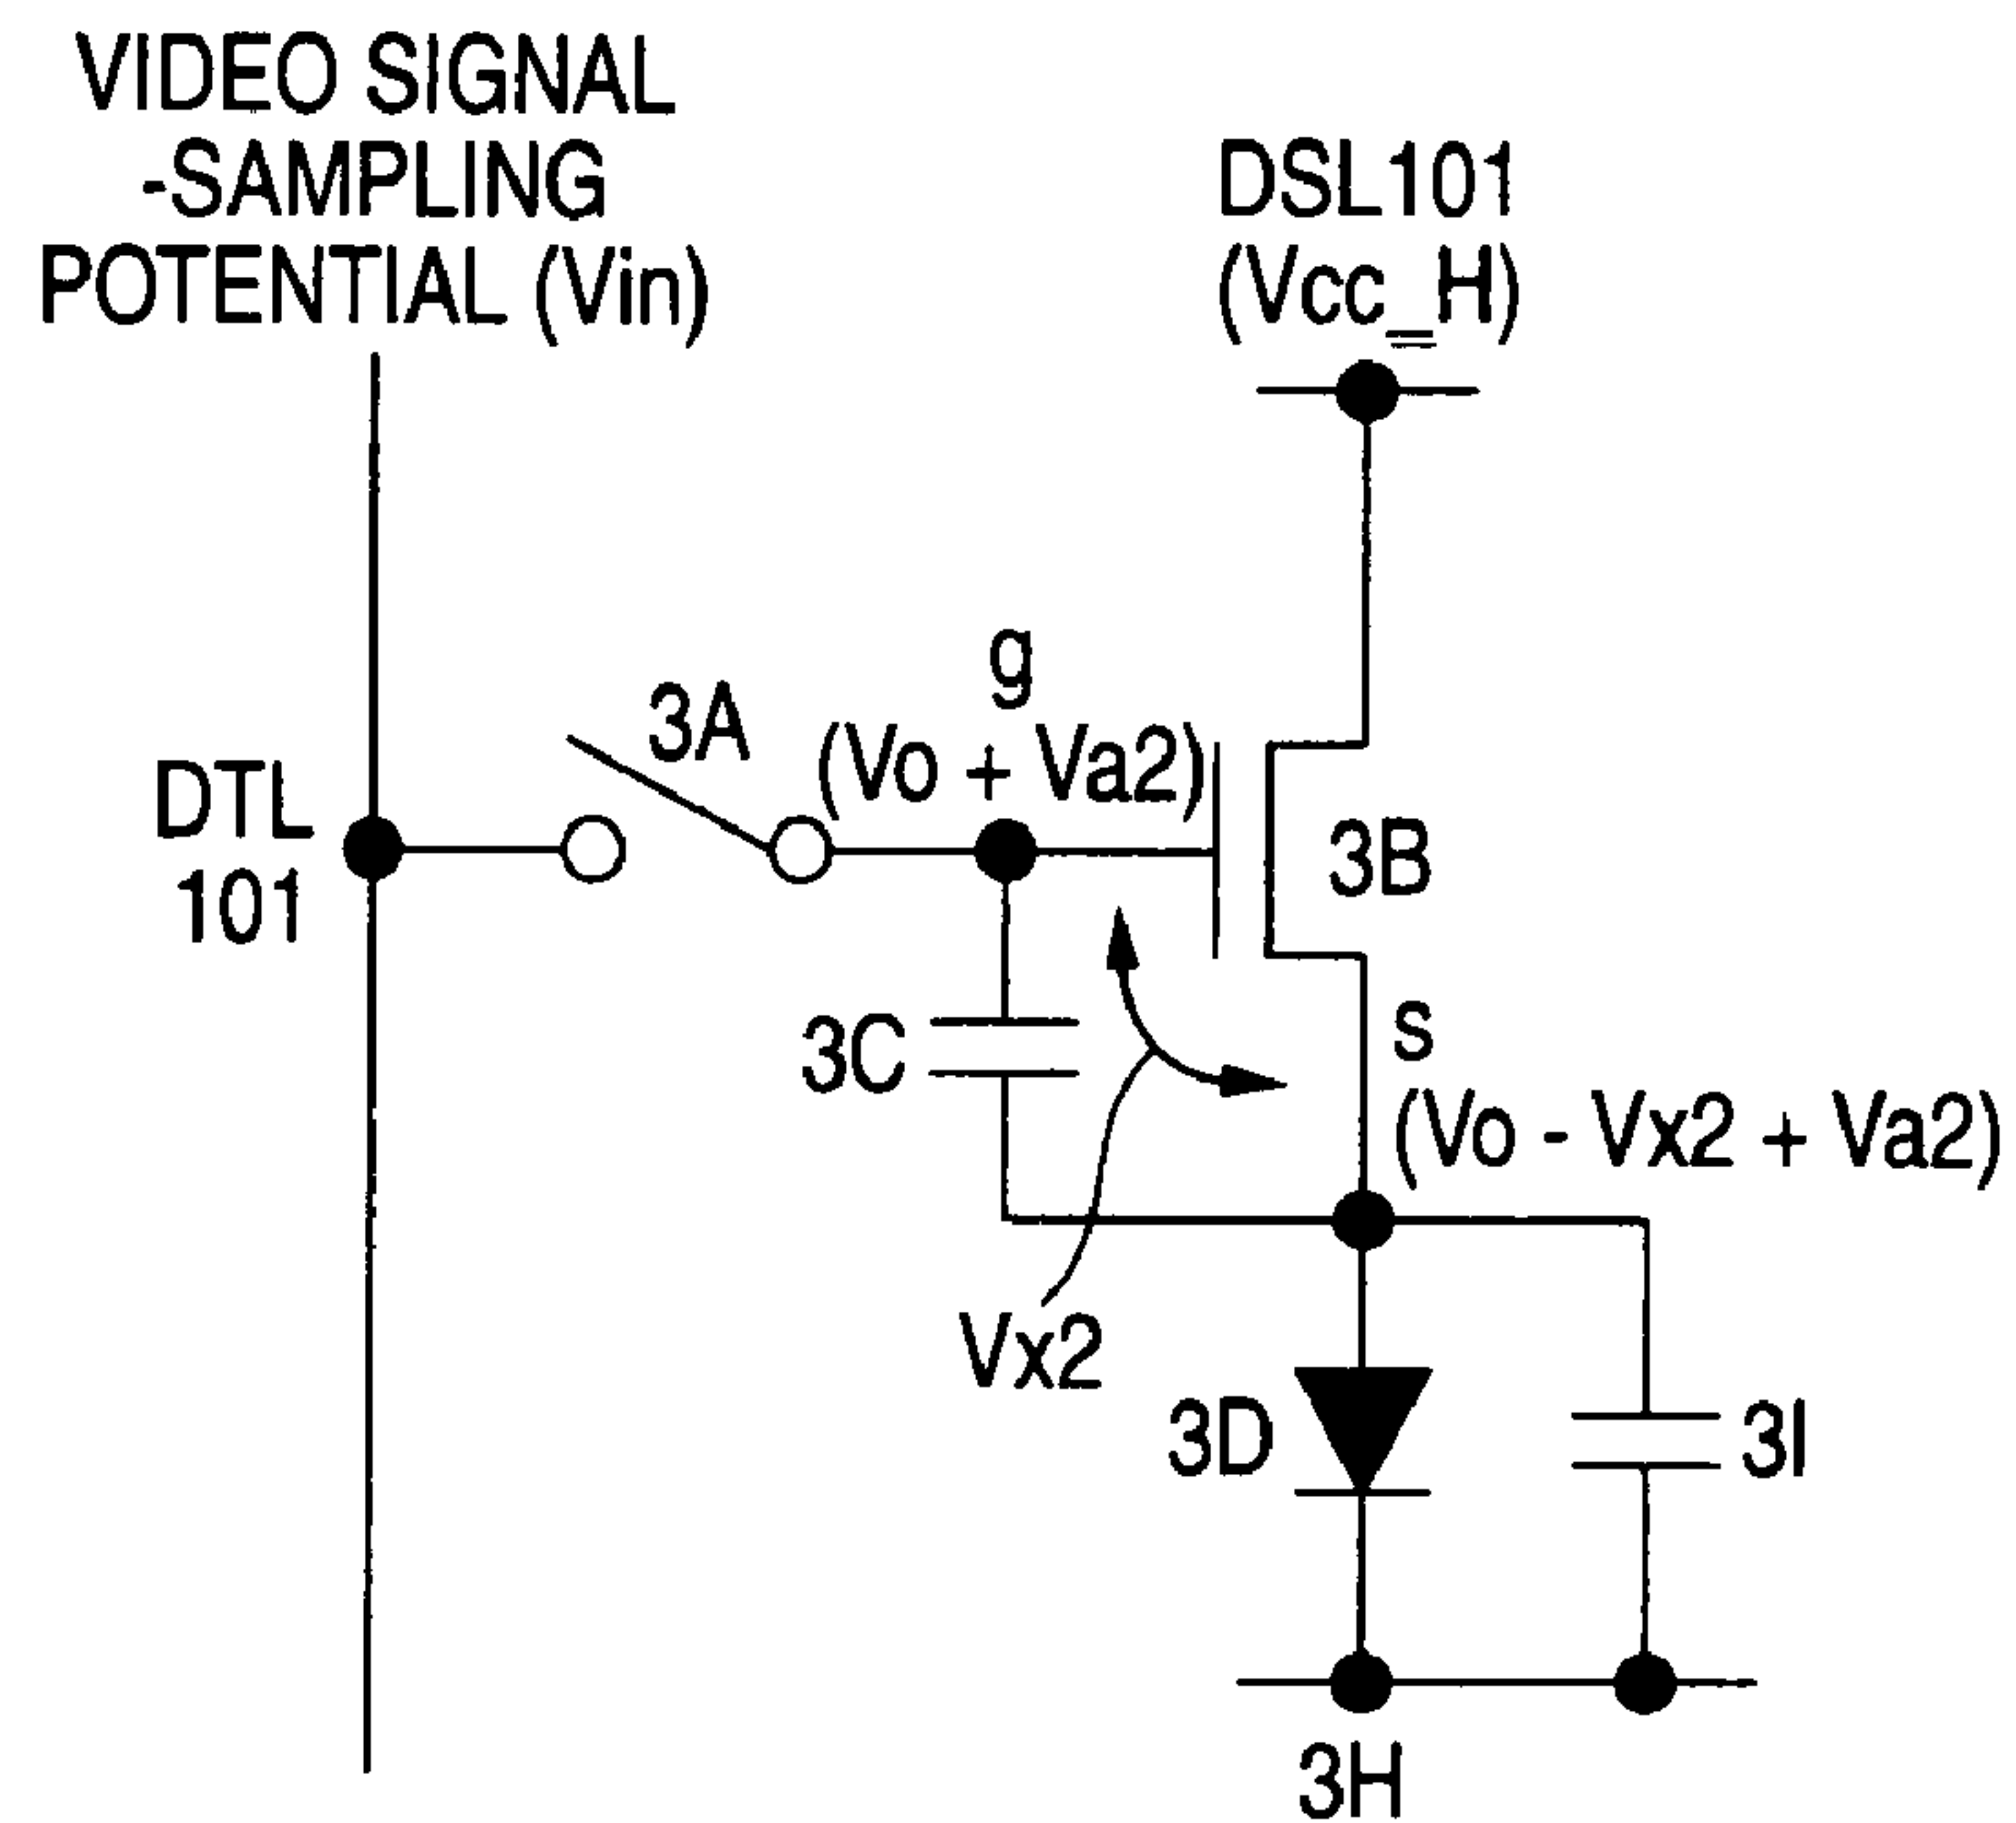 VIDEO SIGNAL
-SAMPLING
POTENTIAL (Vin)
DSL101
(Vcc_H)
g
3A
(Vo + Va2)
DTL
101
3B
3C
s
(Vo - Vx2 + Va2)
Vx2
3D
3I
3H